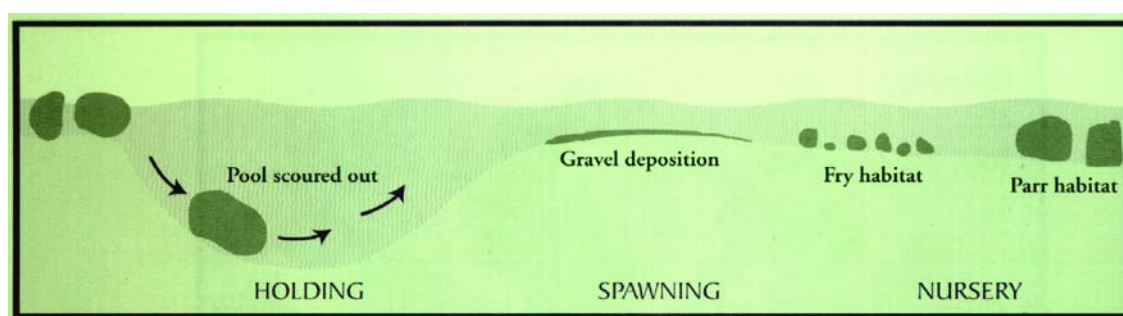 Pool scoured out
Gravel deposition
Fry habitat
Parr habitat
HOLDING
SPAWNING
NURSERY